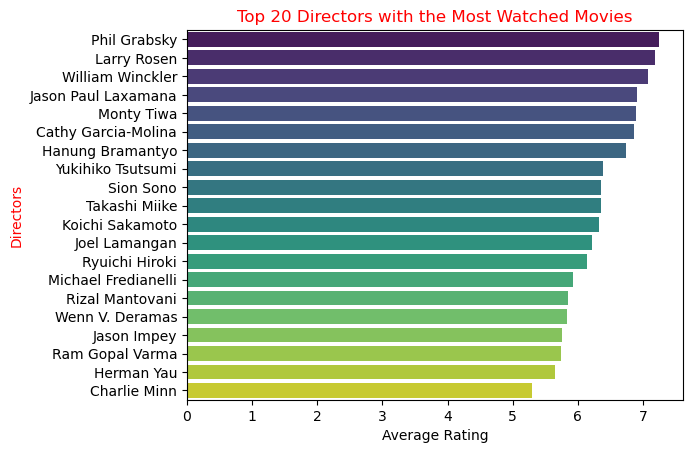 Top 20 Directors with the Most Watched Movies
Directors
Phil Grabsky
Larry Rosen
William Winckler
Jason Paul Laxamana
Monty Tiwa
Cathy Garcia-Molina
Hanung Bramantyo
Yukihiko Tsutsumi
Sion Sono
Takashi Miike
Koichi Sakamoto
Joel Lamangan
Ryuichi Hiroki
Michael Fredianelli
Rizal Mantovani
Wenn V. Deramas
Jason Impey
Ram Gopal Varma
Herman Yau
Charlie Minn
0 1 2 3 4 5 6 7
Average Rating